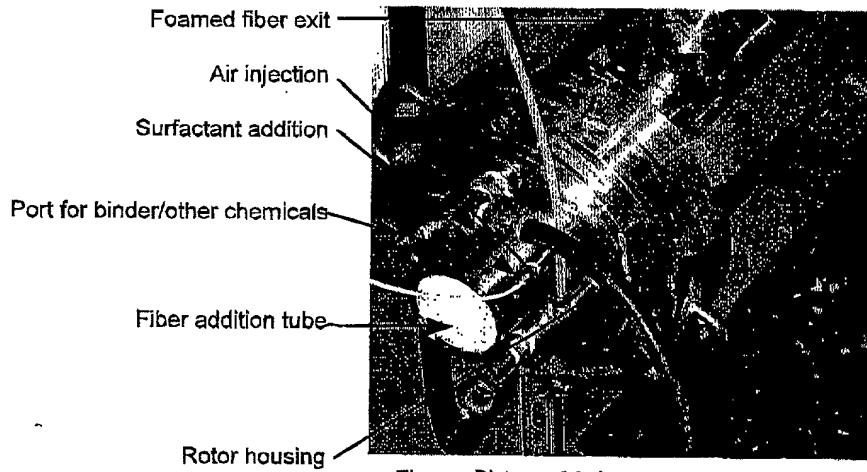 Foamed fiber exit
Air injection
Surfactant addition
Port for binder/other chemicals
Fiber addition tube
Rotor housing